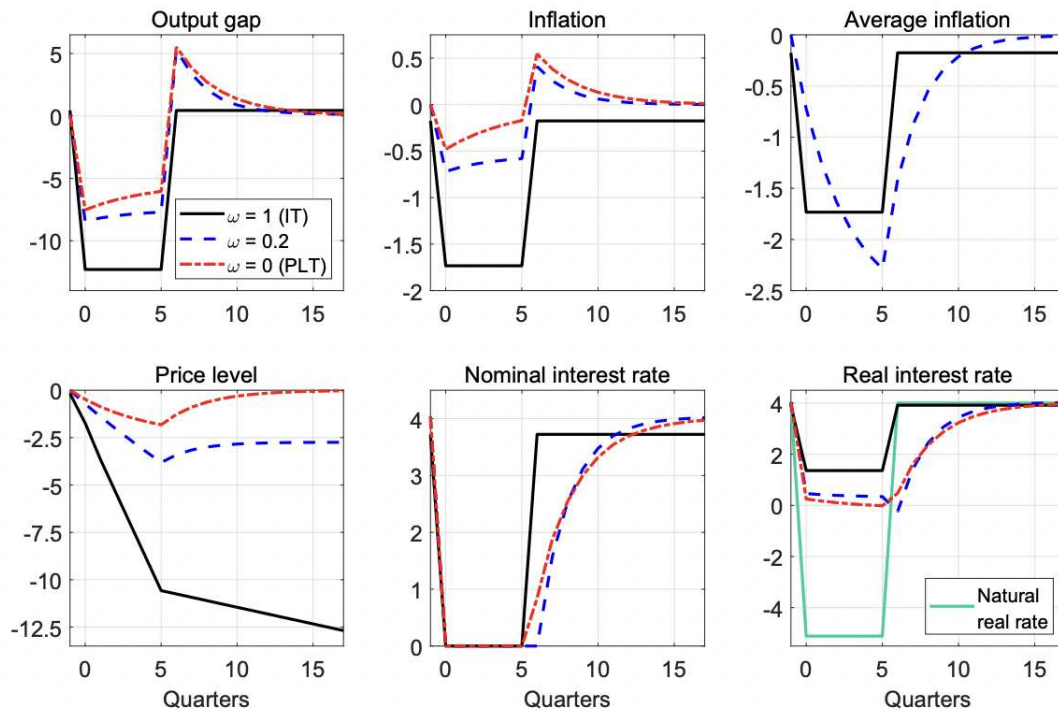 Output gap
5
0
-5
-10
0 5 10 15
ω = 1 (IT)
ω = 0.2
ω = 0 (PLT)
Inflation
0.5
0
-0.5
-1
-1.5
-2
0 5 10 15
Average inflation
0
-0.5
-1
-1.5
-2
-2.5
0 5 10 15
Price level
0
-2.5
-5
-7.5
-10
-12.5
0 5 10 15
Quarters
Nominal interest rate
4
3
2
1
0
0 5 10 15
Quarters
Real interest rate
4
2
0
-2
-4
0 5 10 15
Natural
real rate
Quarters